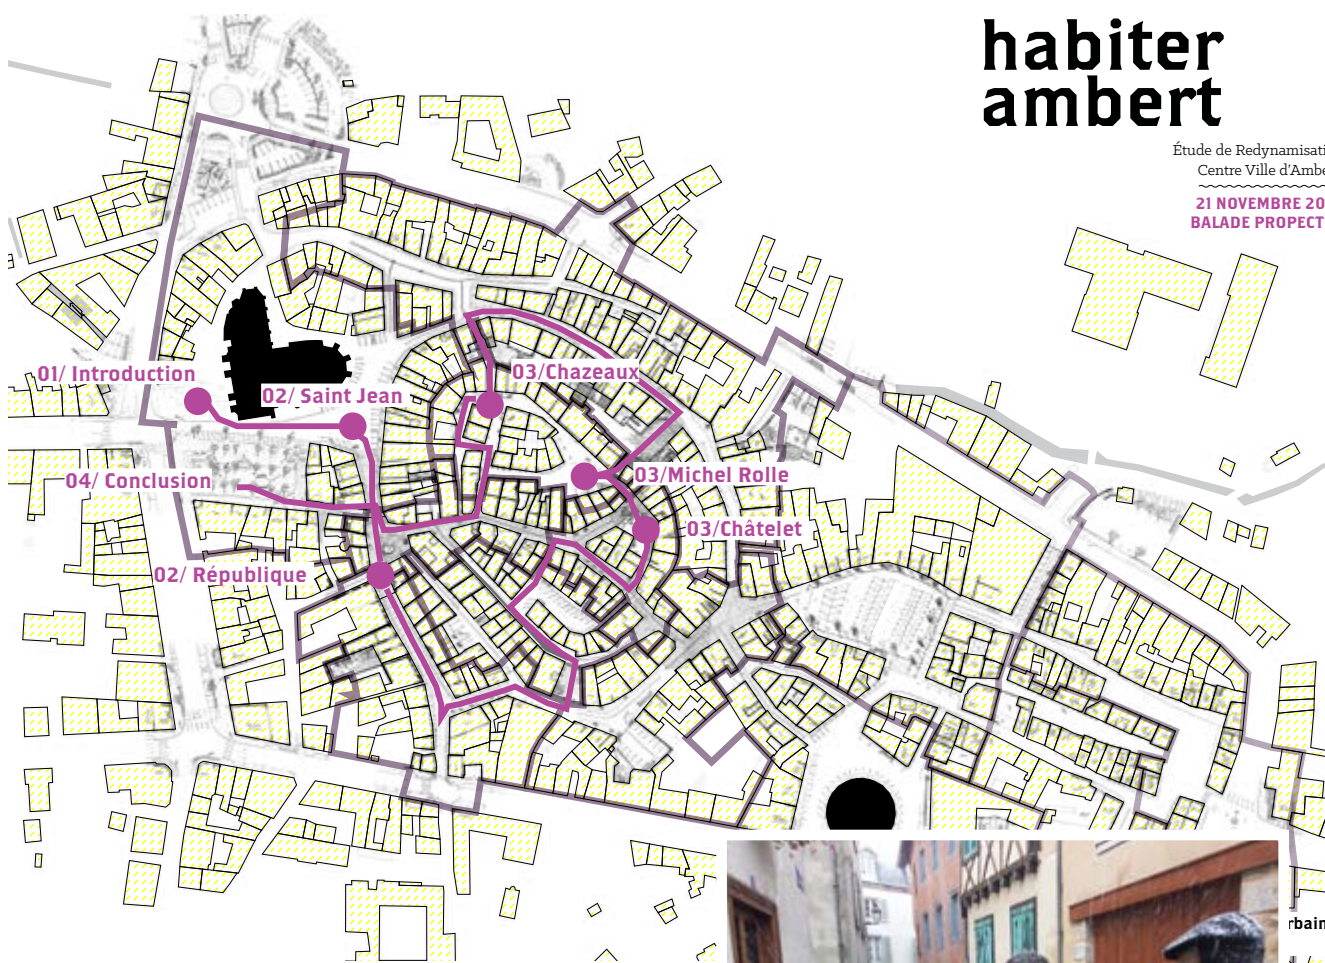 habiter
ambert
Étude de Redynamisati
Centre Ville d'Ambe
21 NOVEMBRE 20
BALADE PROPECT
01/ Introduction
02/ Saint Jean
03/Chazeaux
04/ Conclusion
03/Michel Rolle
03/Châtelet
02/ République
rbain